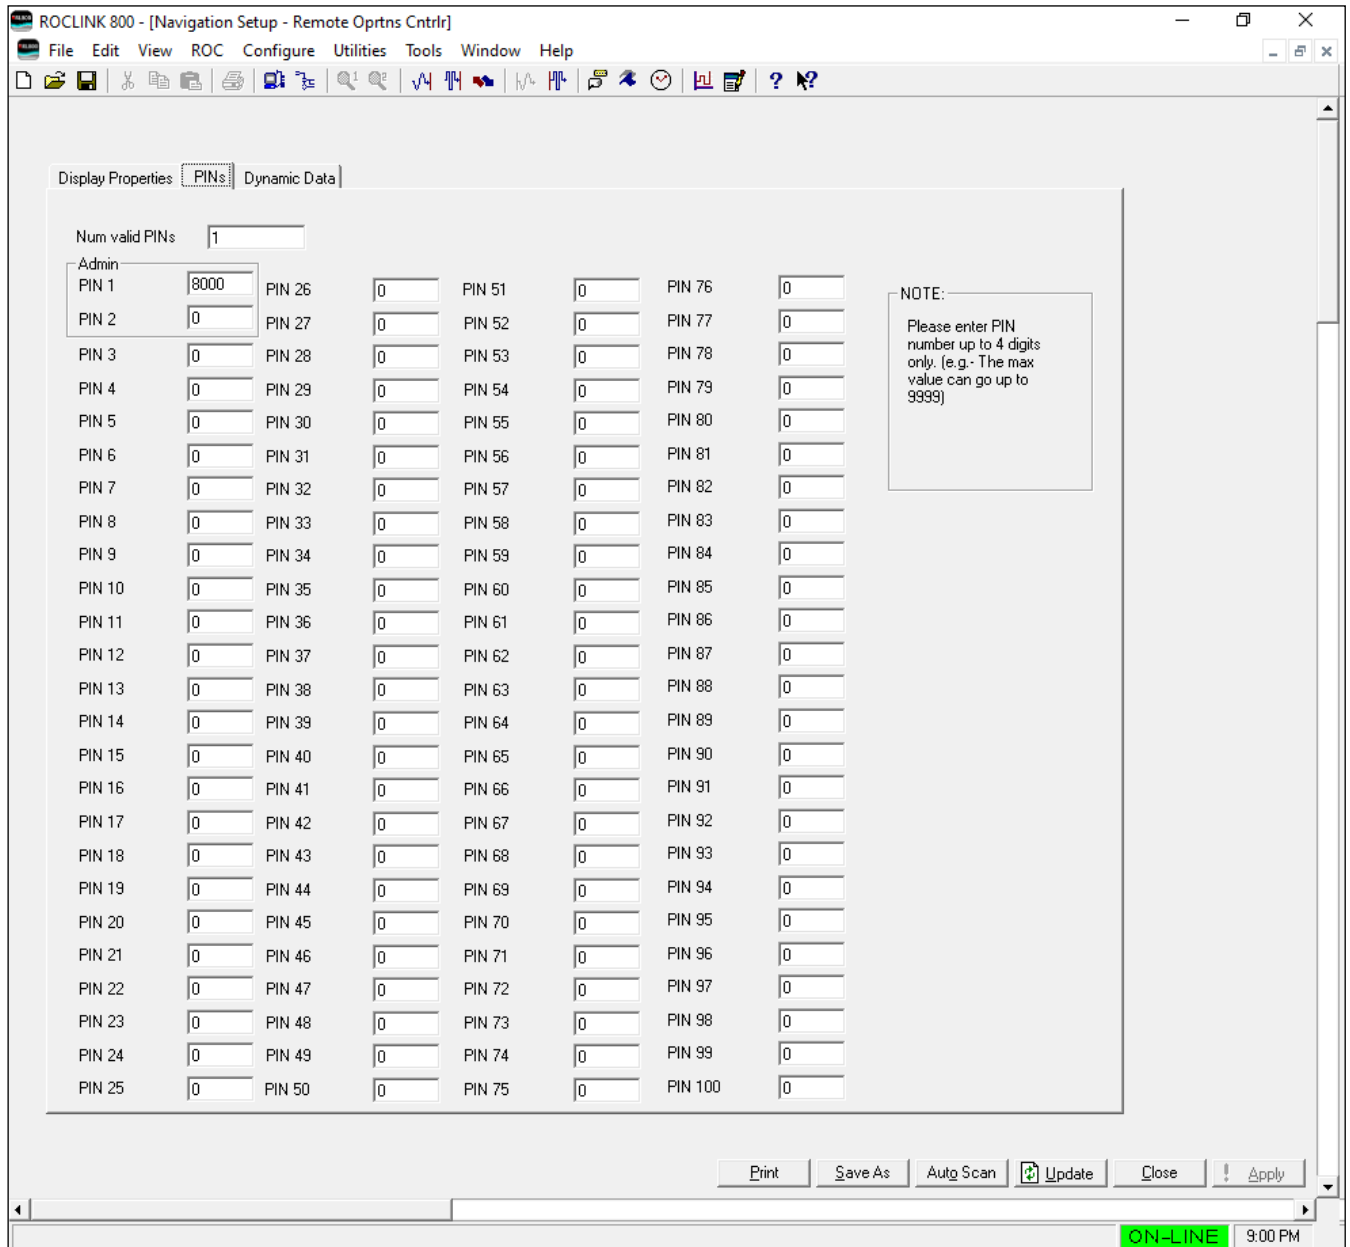 ROCLINK 800 - [Navigation Setup - Remote Oprtns Cntrlr]
File Edit View ROC Configure Utilities Tools Window Help
Display Properties PINs Dynamic Data
Num valid PINs 1
Admin
PIN 1 8000 PIN 26 0 PIN 51 0 PIN 76 0
PIN 2 0 PIN 27 0 PIN 52 0 PIN 77 0
PIN 3 0 PIN 28 0 PIN 53 0 PIN 78 0
PIN 4 0 PIN 29 0 PIN 54 0 PIN 79 0
PIN 5 0 PIN 30 0 PIN 55 0 PIN 80 0
PIN 6 0 PIN 31 0 PIN 56 0 PIN 81 0
PIN 7 0 PIN 32 0 PIN 57 0 PIN 82 0
PIN 8 0 PIN 33 0 PIN 58 0 PIN 83 0
PIN 9 0 PIN 34 0 PIN 59 0 PIN 84 0
PIN 10 0 PIN 35 0 PIN 60 0 PIN 85 0
PIN 11 0 PIN 36 0 PIN 61 0 PIN 86 0
PIN 12 0 PIN 37 0 PIN 62 0 PIN 87 0
PIN 13 0 PIN 38 0 PIN 63 0 PIN 88 0
PIN 14 0 PIN 39 0 PIN 64 0 PIN 89 0
PIN 15 0 PIN 40 0 PIN 65 0 PIN 90 0
PIN 16 0 PIN 41 0 PIN 66 0 PIN 91 0
PIN 17 0 PIN 42 0 PIN 67 0 PIN 92 0
PIN 18 0 PIN 43 0 PIN 68 0 PIN 93 0
PIN 19 0 PIN 44 0 PIN 69 0 PIN 94 0
PIN 20 0 PIN 45 0 PIN 70 0 PIN 95 0
PIN 21 0 PIN 46 0 PIN 71 0 PIN 96 0
PIN 22 0 PIN 47 0 PIN 72 0 PIN 97 0
PIN 23 0 PIN 48 0 PIN 73 0 PIN 98 0
PIN 24 0 PIN 49 0 PIN 74 0 PIN 99 0
PIN 25 0 PIN 50 0 PIN 75 0 PIN 100 0
NOTE:
Please enter PIN
number up to 4 digits
only. (e.g.- The max
value can go up to
9999)
Print Save As Auto Scan Update Close ! Apply
ON-LINE 9:00 PM